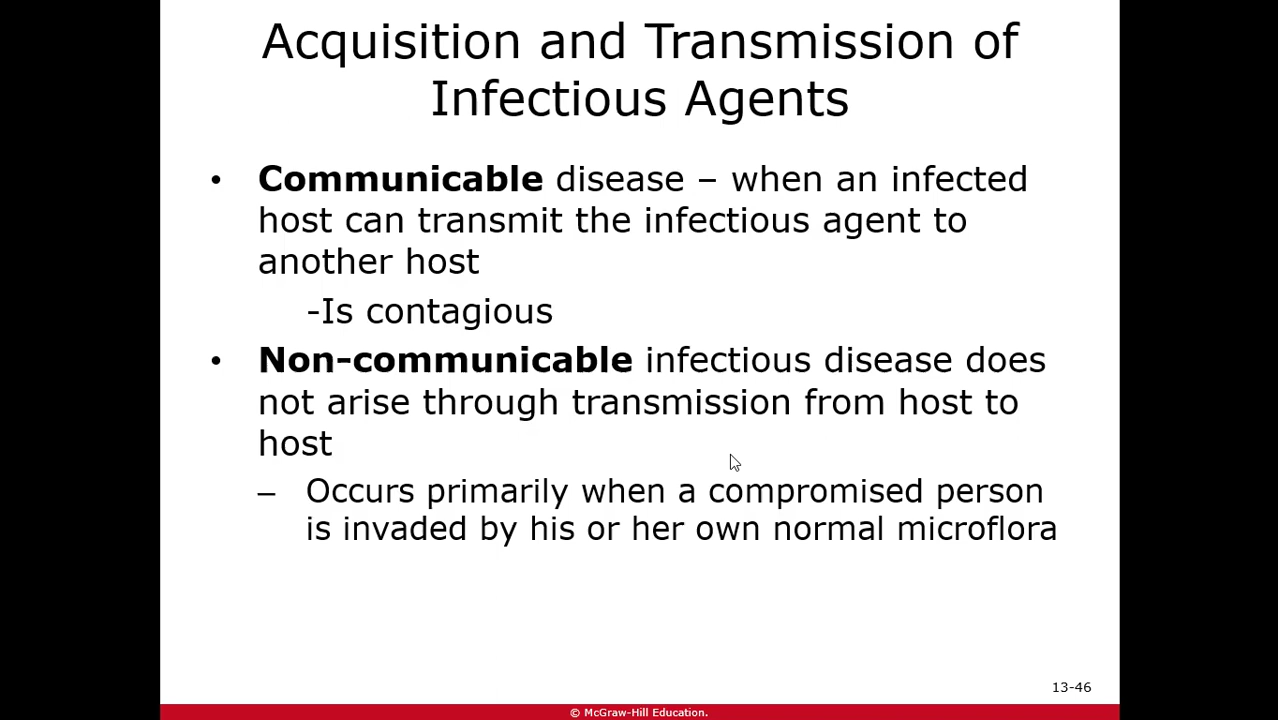 Acquisition and Transmission of
Infectious Agents
• Communicable disease – when an infected
host can transmit the infectious agent to
another host
-Is contagious
• Non-communicable infectious disease does
not arise through transmission from host to
host
– Occurs primarily when a compromised person
is invaded by his or her own normal microflora
13-46
© McGraw-Hill Education.